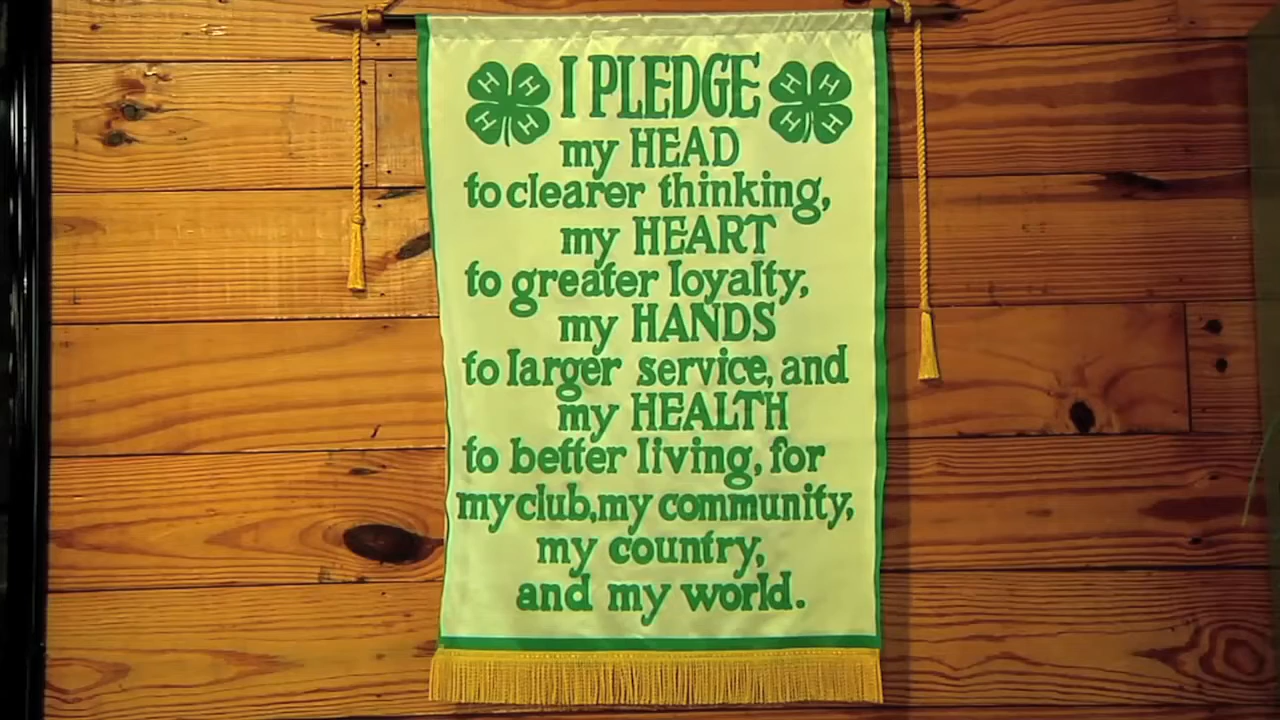 H H H H I PLEDGE H H H H
my HEAD
to clearer thinking,
my HEART
to greater loyalty,
my HANDS
to larger service, and
my HEALTH
to better living, for
my club, my community,
my country,
and my world.